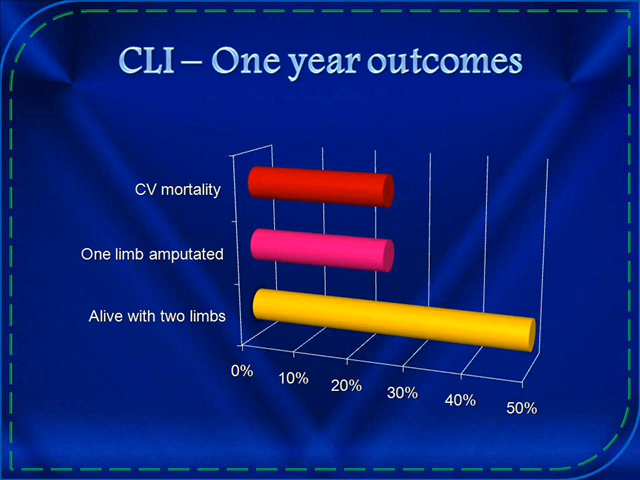 CLI – One year outcomes
CV mortality
One limb amputated
Alive with two limbs
0%
10%
20%
30%
40%
50%